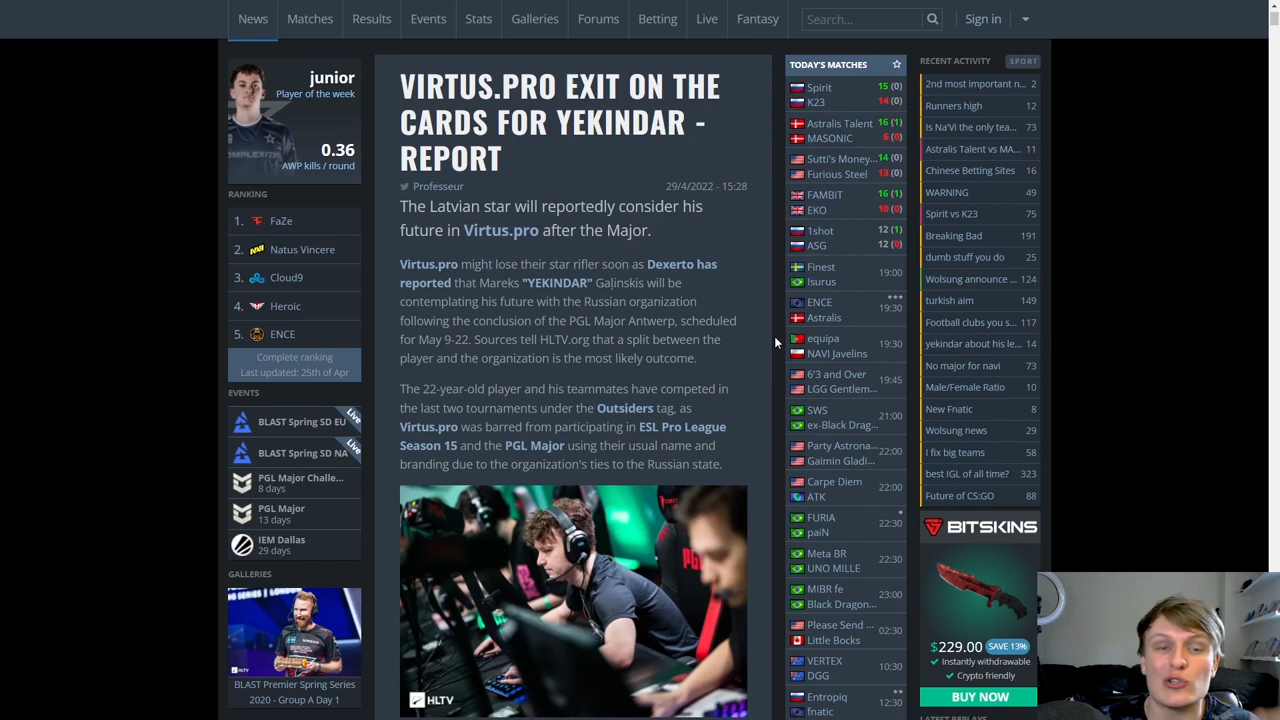 News
Matches
Results
Events
Stats
Galleries
Forums
Betting
Live
Fantasy
Search...
Sign in
junior
Player of the week
0.36
AWP kills / round
RANKING
1. FaZe
2. Natus Vincere
3. Cloud9
4. Heroic
5. ENCE
Complete ranking
Last updated: 25th of Apr
EVENTS
BLAST Spring SD EU Live
BLAST Spring SD NA Live
PGL Major Challe...
8 days
PGL Major
13 days
IEM Dallas
29 days
GALLERIES
HLTV
BLAST Premier Spring Series
2020 - Group A Day 1
VIRTUS.PRO EXIT ON THE
CARDS FOR YEKINDAR -
REPORT
Professeur 29/4/2022 - 15:28
The Latvian star will reportedly consider his
future in Virtus.pro after the Major.
Virtus.pro might lose their star rifler soon as Dexerto has
reported that Mareks "YEKINDAR" Gaļinskis will be
contemplating his future with the Russian organization
following the conclusion of the PGL Major Antwerp, scheduled
for May 9-22. Sources tell HLTV.org that a split between the
player and the organization is the most likely outcome.
The 22-year-old player and his teammates have competed in
the last two tournaments under the Outsiders tag, as
Virtus.pro was barred from participating in ESL Pro League
Season 15 and the PGL Major using their usual name and
branding due to the organization's ties to the Russian state.
HLTV
TODAY'S MATCHES
Spirit 15 (0)
K23 14 (0)
Astralis Talent 16 (1)
MASONIC 6 (0)
Sutti's Money... 14 (0)
Furious Steel 13 (0)
FAMBIT 16 (1)
EKO 10 (0)
1shot 12 (1)
ASG 12 (0)
Finest
19:00
Isurus
ENCE
19:30
Astralis
equipa
19:30
NAVI Javelins
6'3 and Over
19:45
LGG Gentlem...
SWS
21:00
ex-Black Drag...
Party Astrona...
22:00
Gaimin Gladi...
Carpe Diem
22:00
ATK
FURIA
22:30
paiN
Meta BR
22:30
UNO MILLE
MIBR fe
23:00
Black Dragon...
Please Send ...
02:30
Little Bocks
VERTEX
10:30
DGG
Entropiq
12:30
fnatic
RECENT ACTIVITY SPORT
2nd most important n... 2
Runners high 12
Is Na'Vi the only tea... 73
Astralis Talent vs MA... 11
Chinese Betting Sites 16
WARNING 49
Spirit vs K23 75
Breaking Bad 191
dumb stuff you do 25
Wolsung announce ... 124
turkish aim 149
Football clubs you s... 117
yekindar about his le... 14
No major for navi 73
Male/Female Ratio 10
New Fnatic 8
Wolsung news 29
I fix big teams 58
best IGL of all time? 323
Future of CS:GO 88
BITSKINS
$229.00 SAVE 13%
Instantly withdrawable
Crypto friendly
BUY NOW